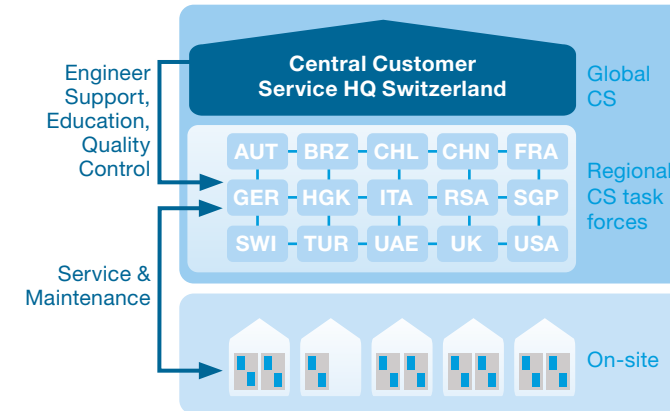 Central Customer
Service HQ Switzerland
Global
CS
Engineer
Support,
Education,
Quality
Control
AUT BRZ CHL CHN FRA
GER HGK ITA RSA SGP
SWI TUR UAE UK USA
Regional
CS task
forces
Service &
Maintenance
On-site